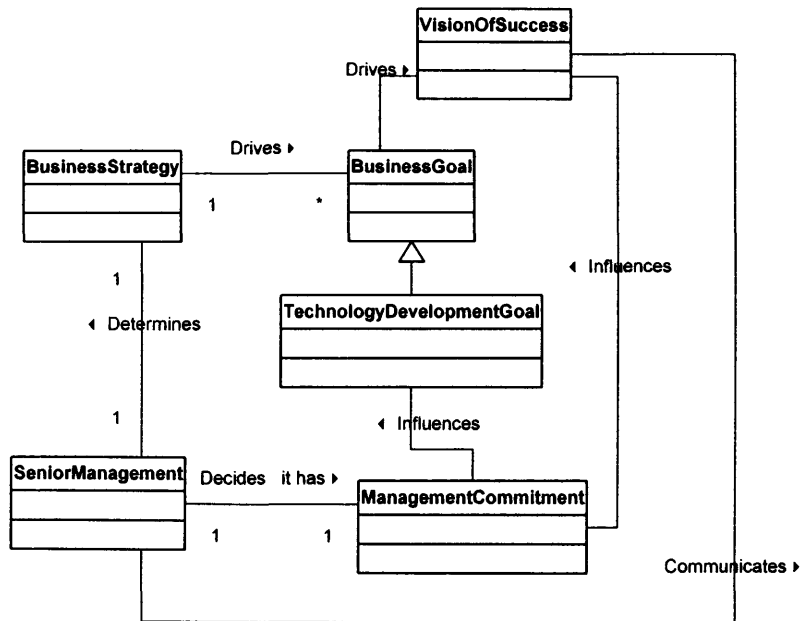 VisionOfSuccess
Drives ▸
Drives ▸
BusinessStrategy
BusinessGoal
1
*
1
◂ Influences
TechnologyDevelopmentGoal
◂ Determines
1
◂ Influences
SeniorManagement
Decides it has ▸
ManagementCommitment
1
1
Communicates ▸